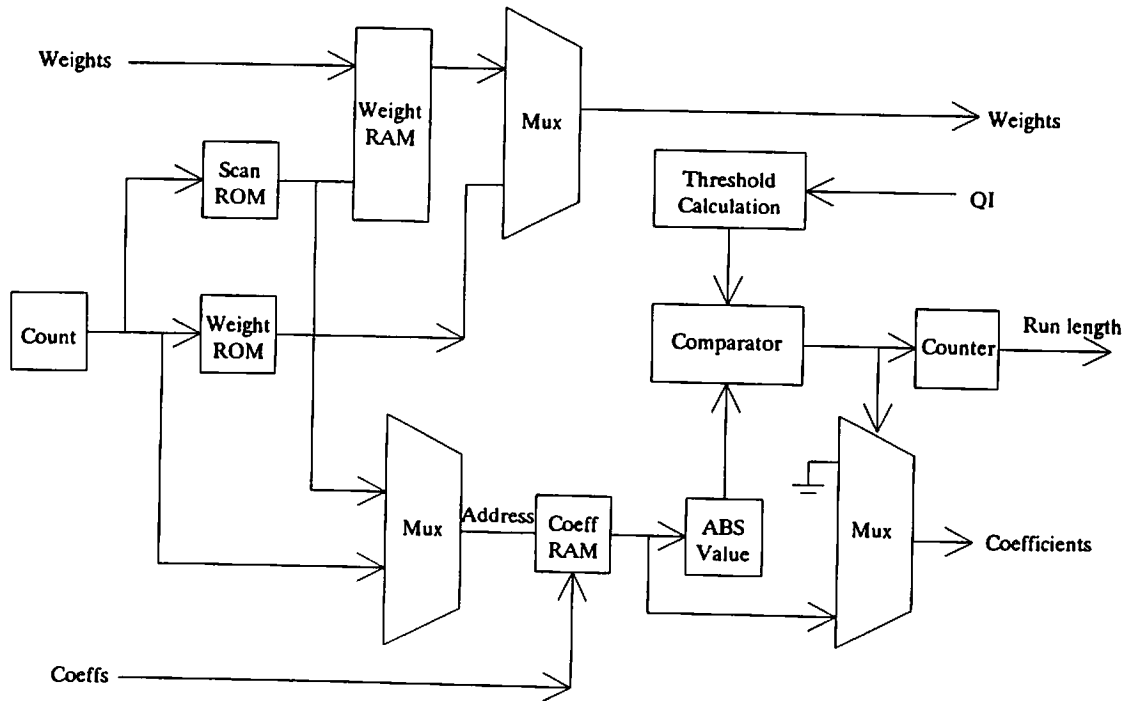 Weights
Weight
RAM
Mux
Weights
Scan
ROM
Threshold
Calculation
QI
Count
Weight
ROM
Comparator
Counter
Run length
Mux
Address
Coeff
RAM
ABS
Value
Mux
Coefficients
Coeffs